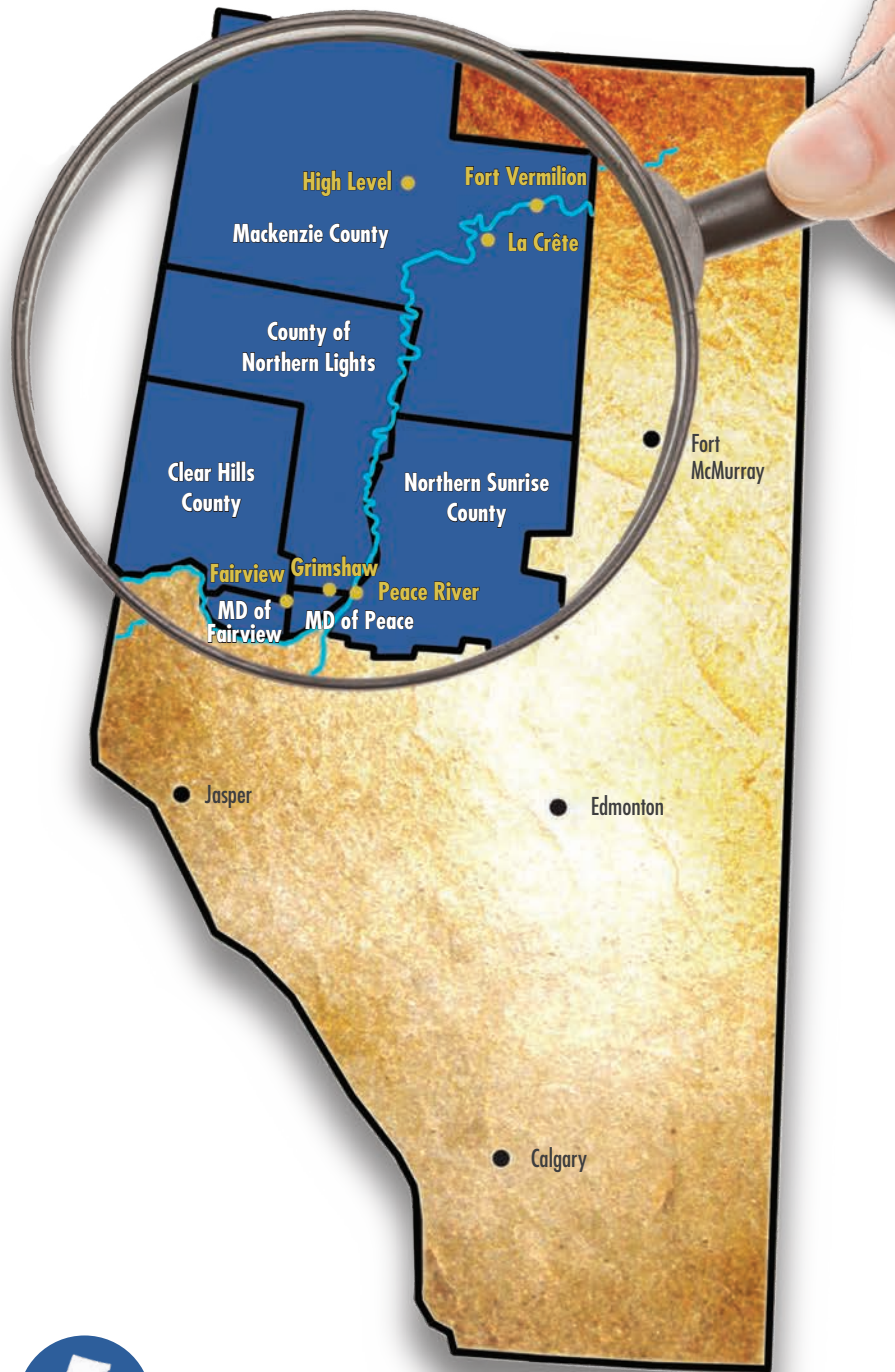 High Level
Fort Vermilion
Mackenzie County
La Crête
County of
Northern Lights
Fort
McMurray
Clear Hills
County
Northern Sunrise
County
Fairview
Grimshaw
Peace River
MD of
Fairview
MD of Peace
Jasper
Edmonton
Calgary